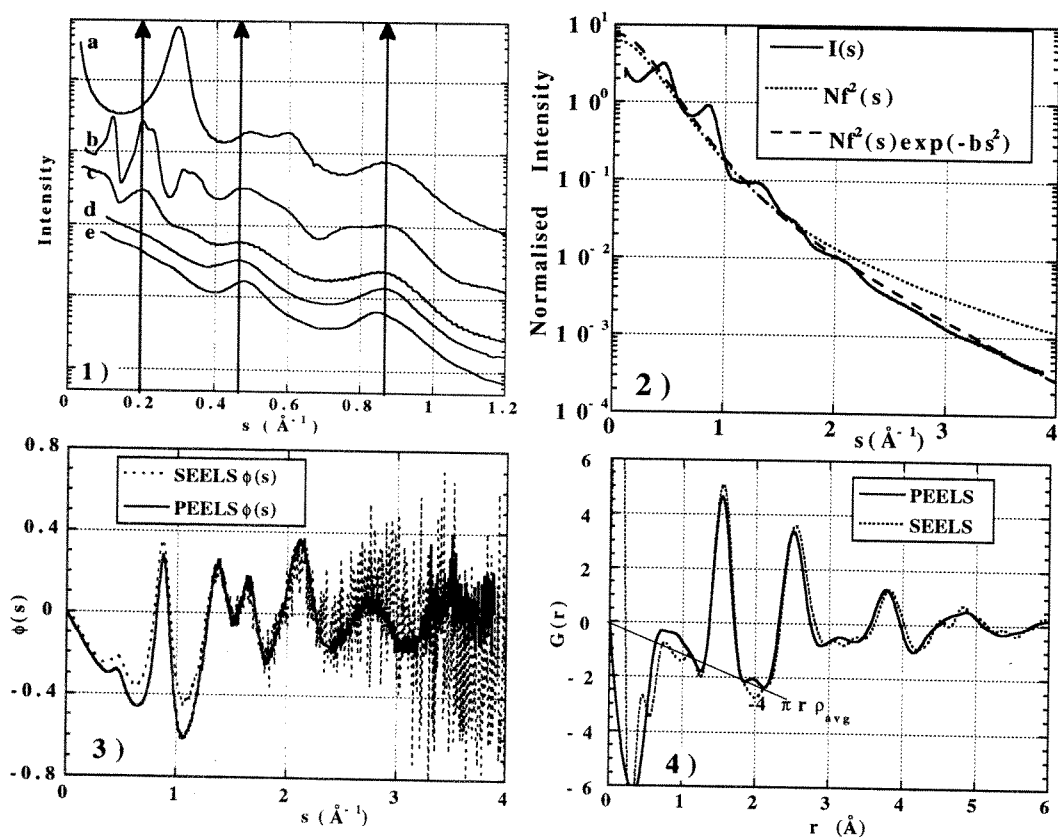 a
b
c
d
e
Intensity
1)
0
0.2
0.4
0.6
0.8
1
1.2
s (Å⁻¹)
Normalised Intensity
10¹
10⁰
10⁻¹
10⁻²
10⁻³
10⁻⁴
I(s)
Nf²(s)
Nf²(s)exp(-bs²)
2)
0
1
2
3
4
s(Å⁻¹)
φ(s)
0.8
0.4
0
-0.4
-0.8
SEELS φ(s)
PEELS φ(s)
3)
0
1
2
3
4
s (Å⁻¹)
G(r)
6
4
2
0
-2
-4
-6
PEELS
SEELS
-4 π r ρavg
4)
0
1
2
3
4
5
6
r (Å)